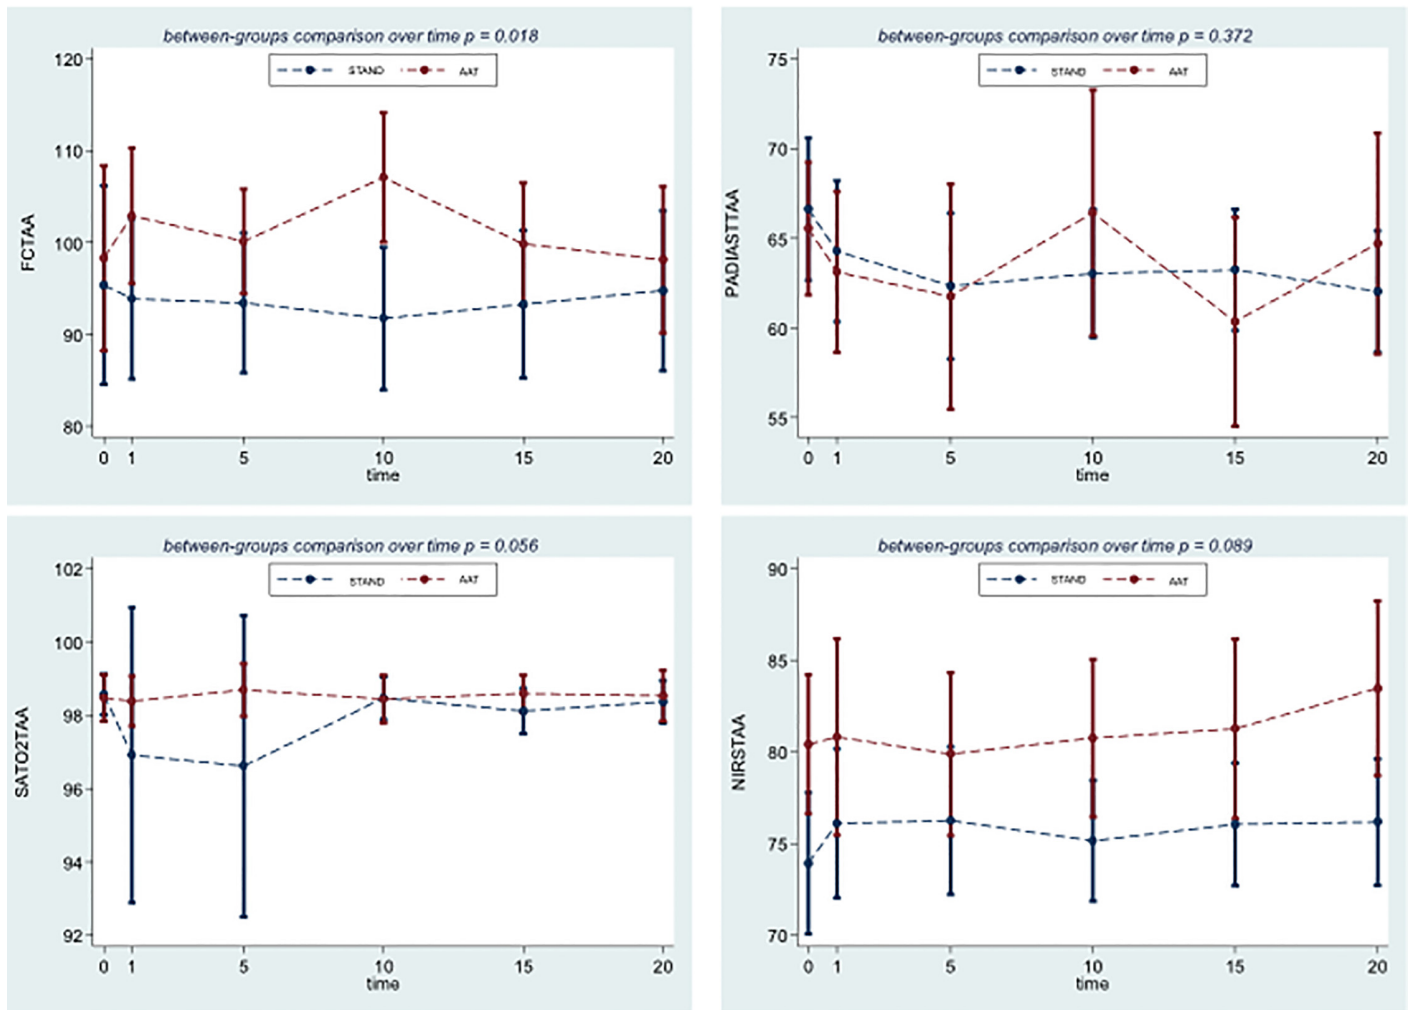 between-groups comparison over time p = 0.018
STAND AAT
FCTAA
120
110
100
90
80
0 1 5 10 15 20
time
between-groups comparison over time p = 0.372
STAND AAT
PADIASTTAA
75
70
65
60
55
0 1 5 10 15 20
time
between-groups comparison over time p = 0.056
STAND AAT
SATO2TAA
102
100
98
96
94
92
0 1 5 10 15 20
time
between-groups comparison over time p = 0.089
STAND AAT
NIRSTAA
90
85
80
75
70
0 1 5 10 15 20
time